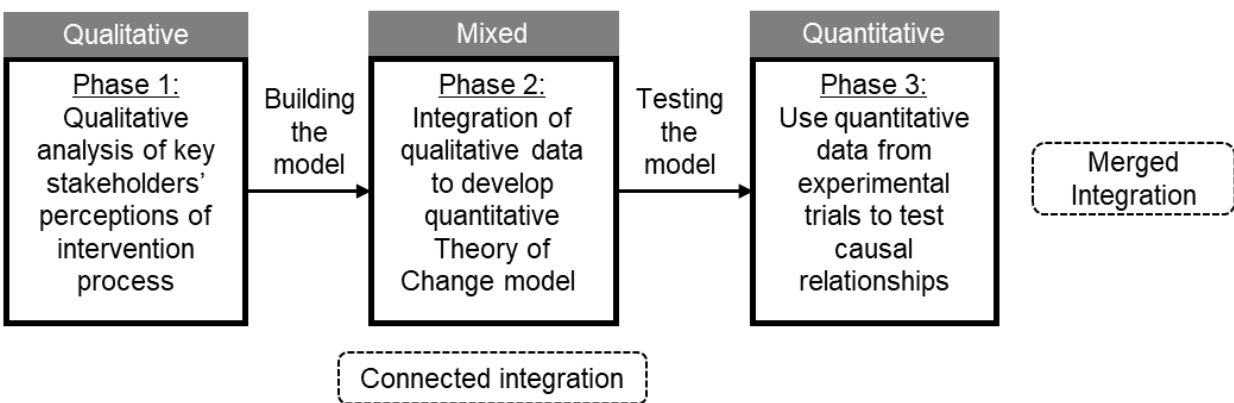 Qualitative
Phase 1:
Qualitative
analysis of key
stakeholders’
perceptions of
intervention
process
Building
the
model
Mixed
Phase 2:
Integration of
qualitative data
to develop
quantitative
Theory of
Change model
Testing
the
model
Quantitative
Phase 3:
Use quantitative
data from
experimental
trials to test
causal
relationships
Merged
Integration
Connected integration